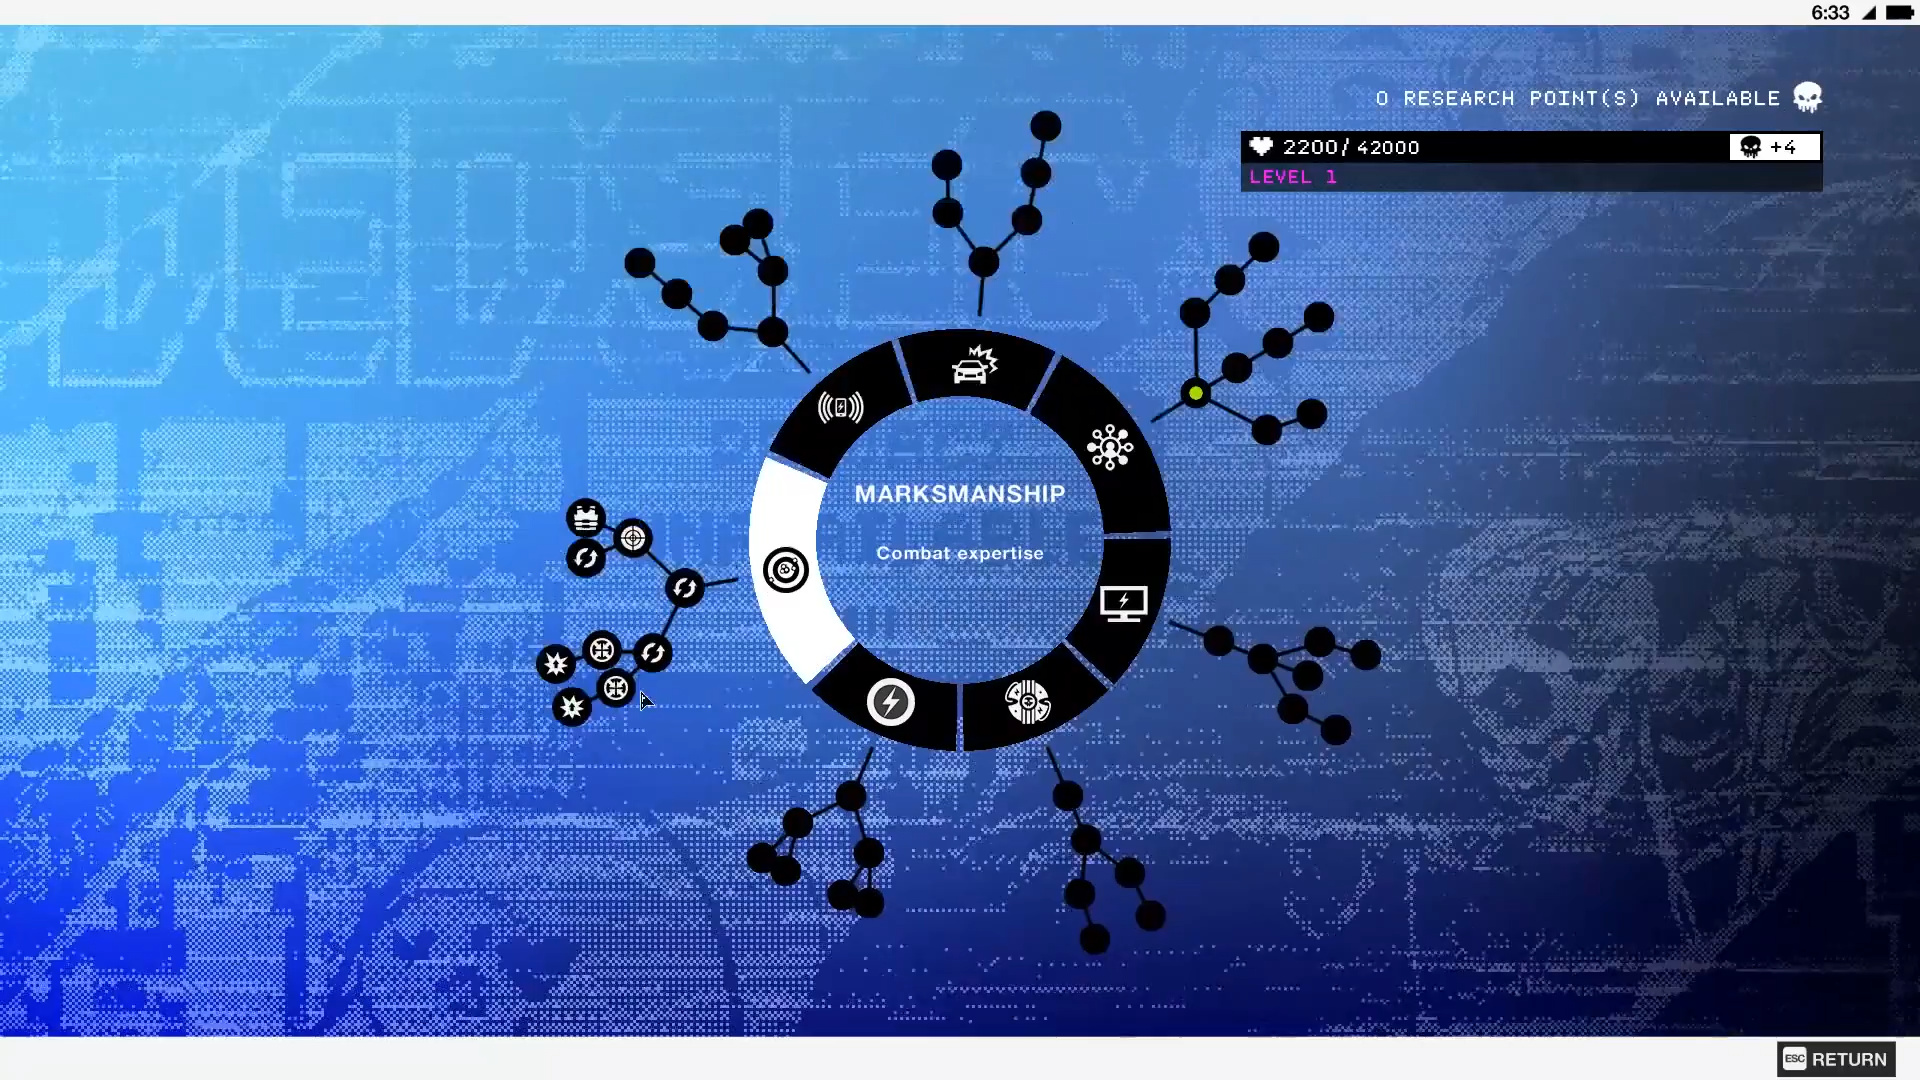 6:33
0 RESEARCH POINT(S) AVAILABLE
2200/ 42000
+4
LEVEL 1
MARKSMANSHIP
Combat expertise
ESC RETURN